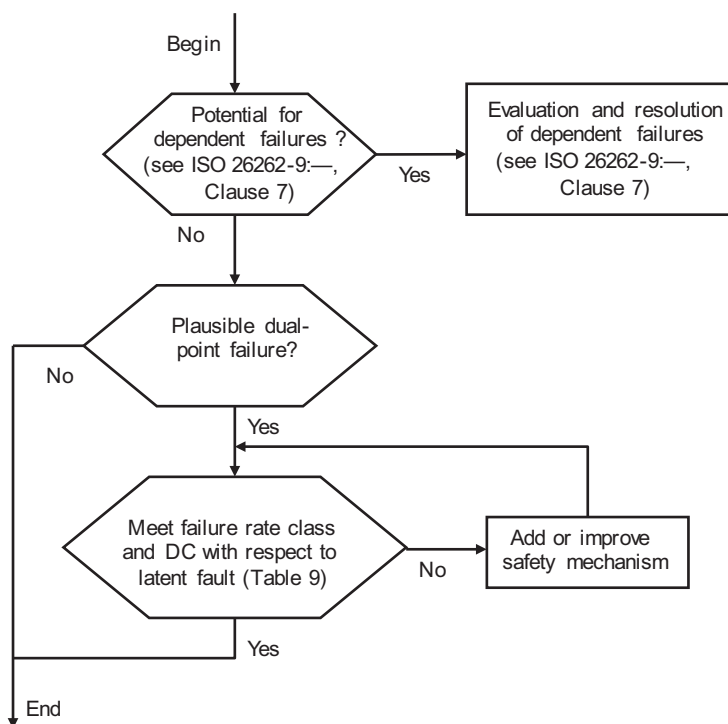 Begin
Potential for
dependent failures ?
(see ISO 26262-9:—,
Clause 7)
Yes
Evaluation and resolution
of dependent failures
(see ISO 26262-9:—,
Clause 7)
No
Plausible dual-
point failure?
No
Yes
Meet failure rate class
and DC with respect to
latent fault (Table 9)
No
Add or improve
safety mechanism
Yes
End